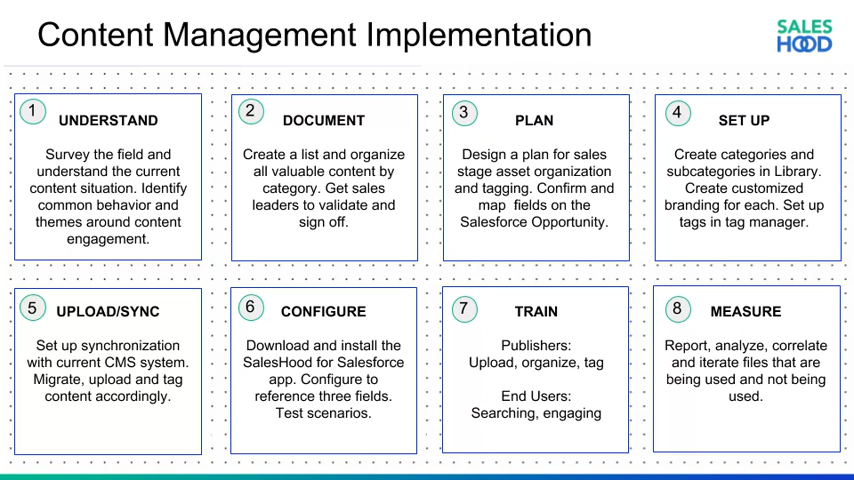 Content Management Implementation
SALES
HOOD
1
UNDERSTAND
Survey the field and
understand the current
content situation. Identify
common behavior and
themes around content
engagement.
2
DOCUMENT
Create a list and organize
all valuable content by
category. Get sales
leaders to validate and
sign off.
3
PLAN
Design a plan for sales
stage asset organization
and tagging. Confirm and
map fields on the
Salesforce Opportunity.
4
SET UP
Create categories and
subcategories in Library.
Create customized
branding for each. Set up
tags in tag manager.
5
UPLOAD/SYNC
Set up synchronization
with current CMS system.
Migrate, upload and tag
content accordingly.
6
CONFIGURE
Download and install the
SalesHood for Salesforce
app. Configure to
reference three fields.
Test scenarios.
7
TRAIN
Publishers:
Upload, organize, tag
End Users:
Searching, engaging
8
MEASURE
Report, analyze, correlate
and iterate files that are
being used and not being
used.